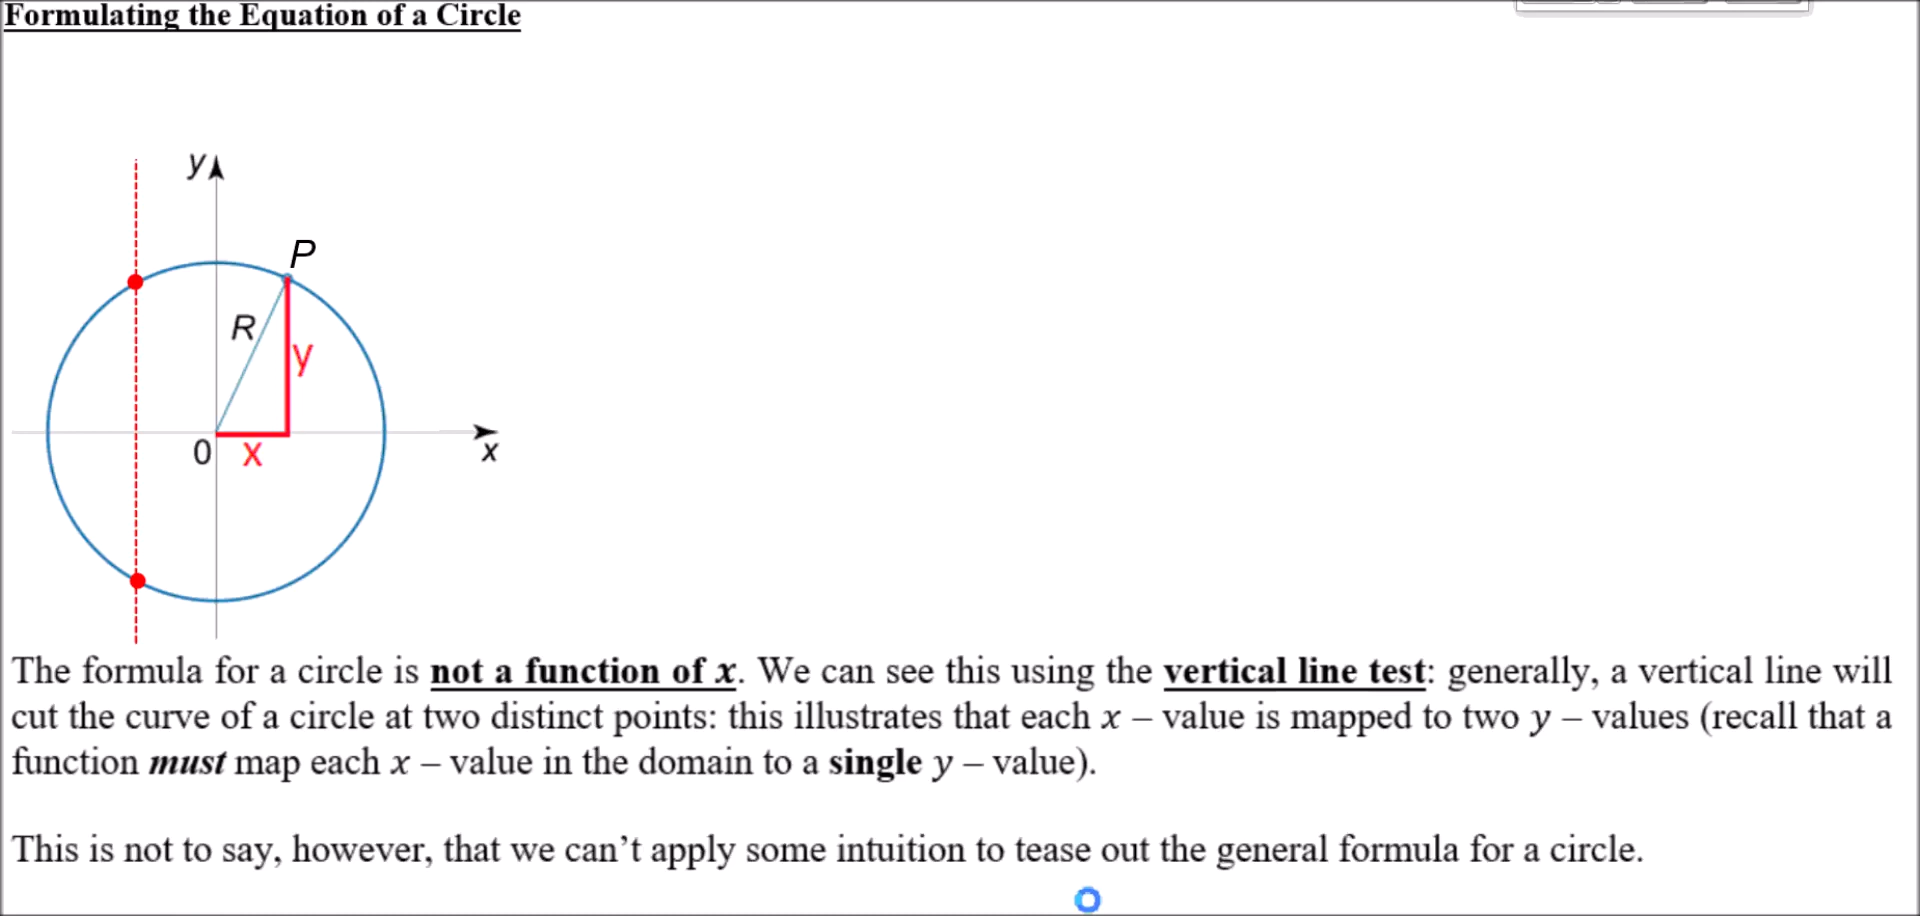 Formulating the Equation of a Circle
y
P
R
y
0
x
x
The formula for a circle is not a function of x. We can see this using the vertical line test: generally, a vertical line will
cut the curve of a circle at two distinct points: this illustrates that each x – value is mapped to two y – values (recall that a
function must map each x – value in the domain to a single y – value).
This is not to say, however, that we can’t apply some intuition to tease out the general formula for a circle.